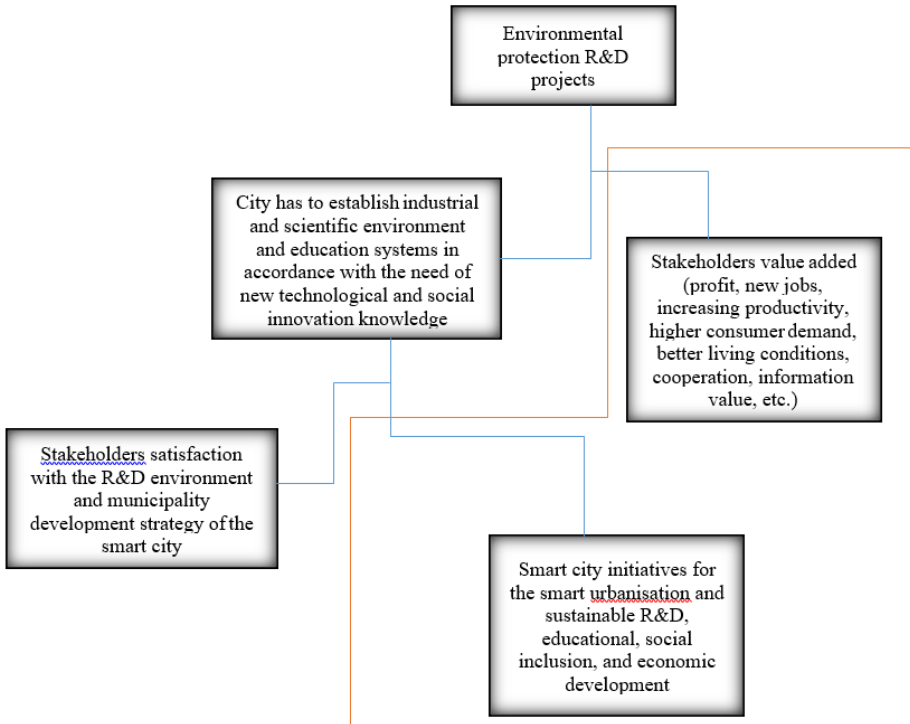 Environmental
protection R&D
projects
City has to establish industrial
and scientific environment
and education systems in
accordance with the need of
new technological and social
innovation knowledge
Stakeholders value added
(profit, new jobs,
increasing productivity,
higher consumer demand,
better living conditions,
cooperation, information
value, etc.)
Stakeholders satisfaction
with the R&D environment
and municipality
development strategy of the
smart city
Smart city initiatives for
the smart urbanisation and
sustainable R&D,
educational, social
inclusion, and economic
development